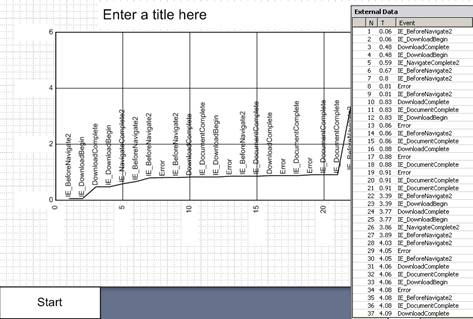 Enter a title here
External Data
N T Event
1 0.06 IE_BeforeNavigate2
2 0.06 IE_DownloadBegin
3 0.48 DownloadComplete
4 0.48 IE_DownloadBegin
5 0.59 IE_NavigateComplete2
6 0.67 IE_BeforeNavigate2
7 0.8 IE_BeforeNavigate2
8 0.81 Error
9 0.81 IE_BeforeNavigate2
10 0.83 DownloadComplete
11 0.83 IE_DocumentComplete
12 0.83 IE_DownloadBegin
13 0.86 Error
14 0.86 IE_BeforeNavigate2
15 0.86 IE_DocumentComplete
16 0.88 DownloadComplete
17 0.88 Error
18 0.88 IE_DocumentComplete
19 0.91 Error
20 0.91 IE_DocumentComplete
21 0.91 IE_DocumentComplete
22 3.39 IE_BeforeNavigate2
23 3.39 IE_DownloadBegin
24 3.77 DownloadComplete
25 3.77 IE_DownloadBegin
26 3.86 IE_NavigateComplete2
27 3.89 IE_BeforeNavigate2
28 4.03 IE_BeforeNavigate2
29 4.05 Error
30 4.05 IE_BeforeNavigate2
31 4.06 DownloadComplete
32 4.06 IE_DocumentComplete
33 4.06 IE_DownloadBegin
34 4.08 Error
35 4.08 IE_BeforeNavigate2
36 4.08 IE_DocumentComplete
37 4.09 DownloadComplete
6
4
2
0
IE_BeforeNavigate2
IE_DownloadBegin
DownloadComplete
IE_DownloadBegin
IE_NavigateComplete2
IE_BeforeNavigate2
IE_BeforeNavigate2
Error
IE_BeforeNavigate2
DownloadComplete
IE_DocumentComplete
IE_DownloadBegin
Error
IE_BeforeNavigate2
IE_DocumentComplete
DownloadComplete
Error
IE_DocumentComplete
Error
IE_DocumentComplete
IE_DocumentComplete
0
5
10
15
20
Start